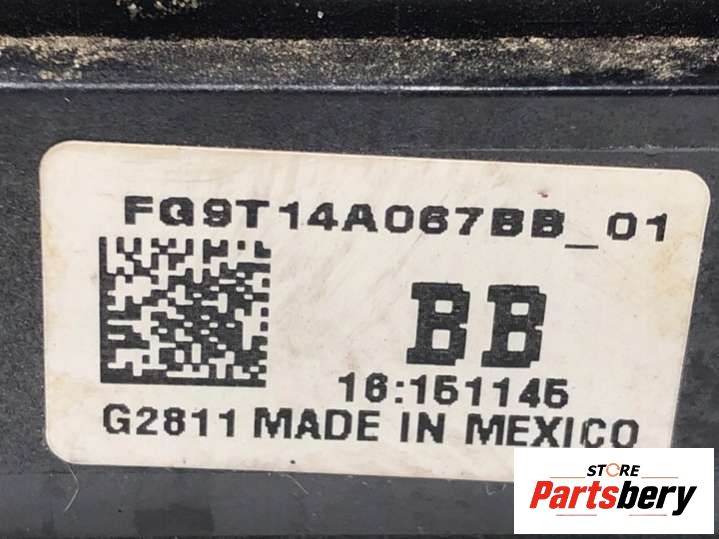 FG9T14A067BB_01
BB
16:151145
G2811 MADE IN MEXICO
STORE
Partsbery